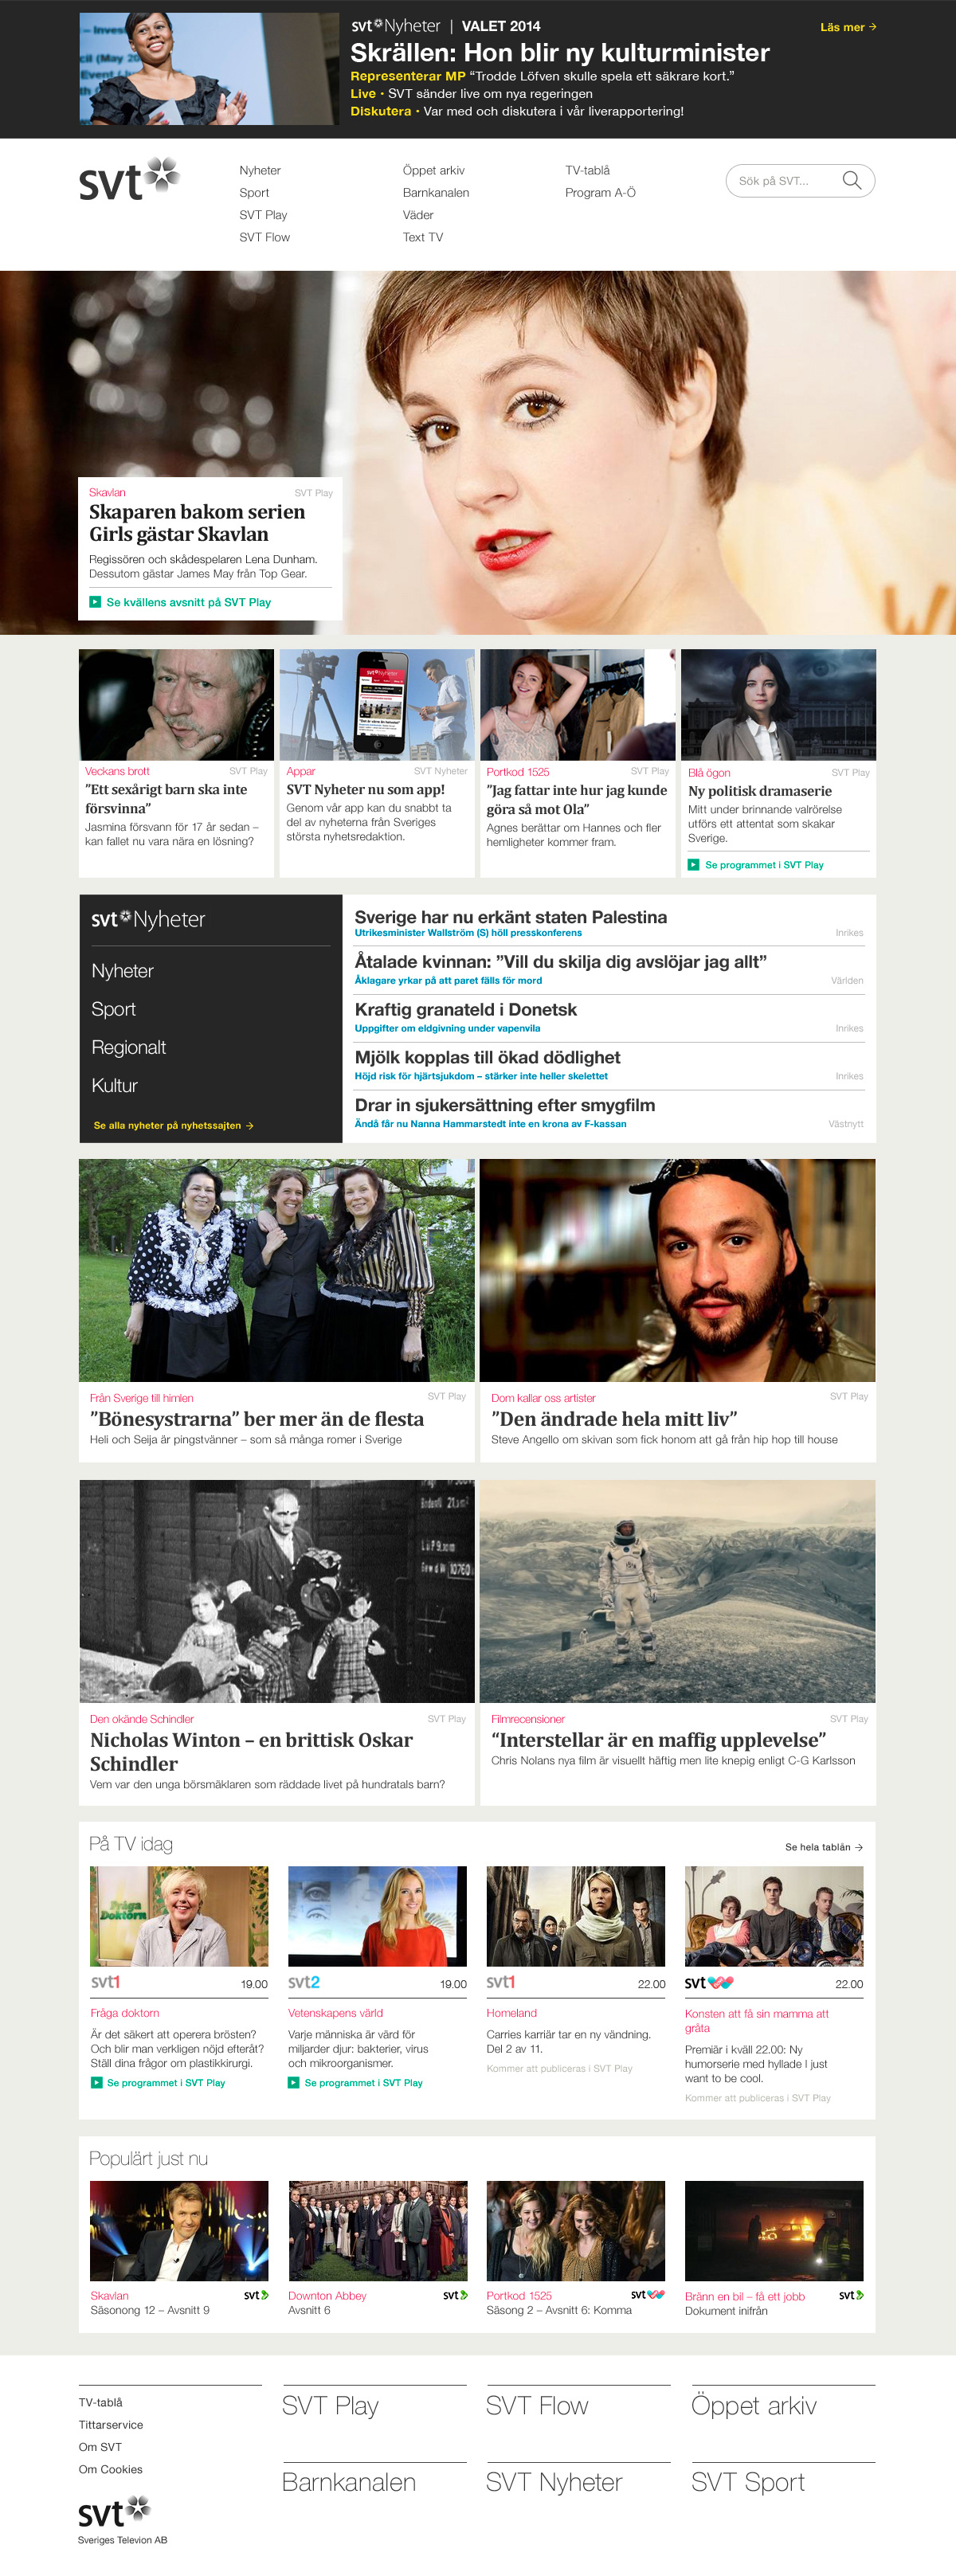 svt Nyheter | VALET 2014
Läs mer →
Skrällen: Hon blir ny kulturminister
Representerar MP “Trodde Löfven skulle spela ett säkrare kort.”
Live • SVT sänder live om nya regeringen
Diskutera • Var med och diskutera i vår liverapportering!
svt
Nyheter
Sport
SVT Play
SVT Flow
Öppet arkiv
Barnkanalen
Väder
Text TV
TV-tablå
Program A-Ö
Sök på SVT...
Skavlan
SVT Play
Skaparen bakom serien
Girls gästar Skavlan
Regissören och skådespelaren Lena Dunham.
Dessutom gästar James May från Top Gear.
Se kvällens avsnitt på SVT Play
Veckans brott
SVT Play
”Ett sexårigt barn ska inte
försvinna”
Jasmina försvann för 17 år sedan –
kan fallet nu vara nära en lösning?
Appar
SVT Nyheter
SVT Nyheter nu som app!
Genom vår app kan du snabbt ta
del av nyheterna från Sveriges
största nyhetsredaktion.
Portkod 1525
SVT Play
”Jag fattar inte hur jag kunde
göra så mot Ola”
Agnes berättar om Hannes och fler
hemligheter kommer fram.
Blå ögon
SVT Play
Ny politisk dramaserie
Mitt under brinnande valrörelse
utförs ett attentat som skakar
Sverige.
Se programmet i SVT Play
svt Nyheter
Nyheter
Sport
Regionalt
Kultur
Se alla nyheter på nyhetssajten →
Sverige har nu erkänt staten Palestina
Utrikesminister Wallström (S) höll presskonferens
Inrikes
Åtalade kvinnan: ”Vill du skilja dig avslöjar jag allt”
Åklagare yrkar på att paret fälls för mord
Världen
Kraftig granateld i Donetsk
Uppgifter om eldgivning under vapenvila
Inrikes
Mjölk kopplas till ökad dödlighet
Höjd risk för hjärtsjukdom – stärker inte heller skelettet
Inrikes
Drar in sjukersättning efter smygfilm
Ändå får nu Nanna Hammarstedt inte en krona av F-kassan
Västnytt
Från Sverige till himlen
SVT Play
”Bönesystrarna” ber mer än de flesta
Heli och Seija är pingstvänner – som så många romer i Sverige
Dom kallar oss artister
SVT Play
”Den ändrade hela mitt liv”
Steve Angello om skivan som fick honom att gå från hip hop till house
Den okände Schindler
SVT Play
Nicholas Winton – en brittisk Oskar
Schindler
Vem var den unga börsmäklaren som räddade livet på hundratals barn?
Filmrecensioner
SVT Play
“Interstellar är en maffig upplevelse”
Chris Nolans nya film är visuellt häftig men lite knepig enligt C-G Karlsson
På TV idag
Se hela tablån →
Fråga
Doktorn
svt1
19.00
Fråga doktorn
Är det säkert att operera brösten?
Och blir man verkligen nöjd efteråt?
Ställ dina frågor om plastikkirurgi.
Se programmet i SVT Play
svt2
19.00
Vetenskapens värld
Varje människa är värd för
miljarder djur: bakterier, virus
och mikroorganismer.
Se programmet i SVT Play
svt1
22.00
Homeland
Carries karriär tar en ny vändning.
Del 2 av 11.
Kommer att publiceras i SVT Play
svt
22.00
Konsten att få sin mamma att
gråta
Premiär i kväll 22.00: Ny
humorserie med hyllade I just
want to be cool.
Kommer att publiceras i SVT Play
Populärt just nu
Skavlan
svt
Säsonong 12 – Avsnitt 9
Downton Abbey
svt
Avsnitt 6
Portkod 1525
svt
Säsong 2 – Avsnitt 6: Komma
Bränn en bil – få ett jobb
svt
Dokument inifrån
TV-tablå
Tittarservice
Om SVT
Om Cookies
svt
Sveriges Televion AB
SVT Play
SVT Flow
Öppet arkiv
Barnkanalen
SVT Nyheter
SVT Sport